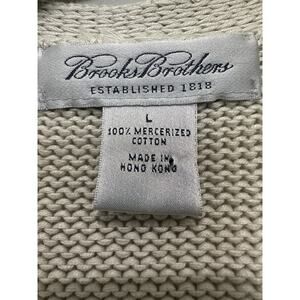 Brooks Brothers
ESTABLISHED 1818
L
100% MERCERIZED
COTTON
MADE IN
HONG KONG